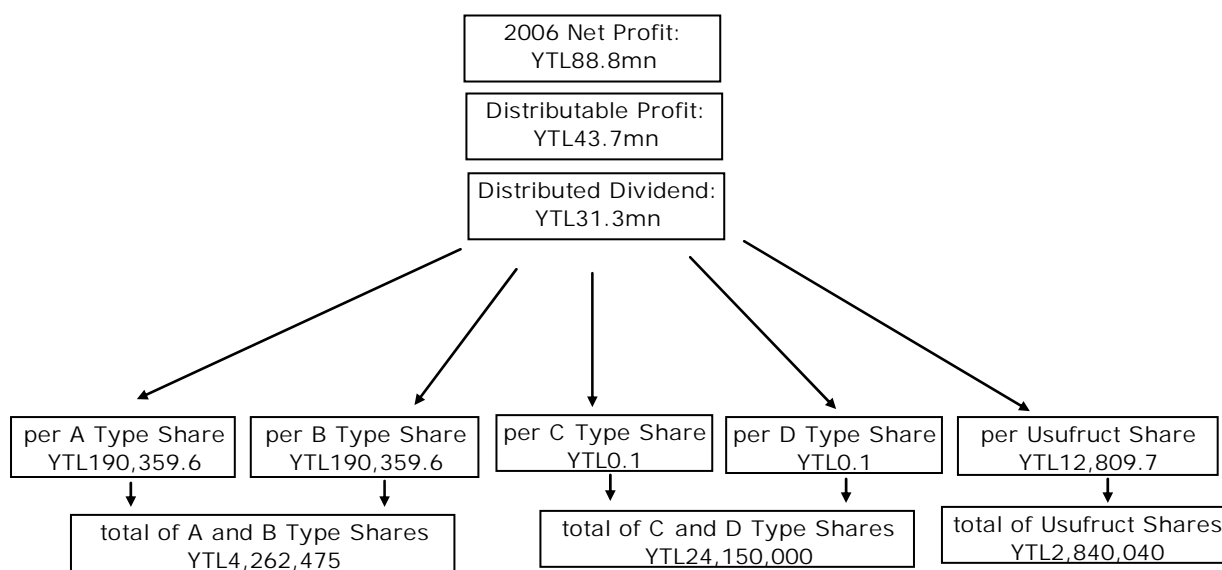 2006 Net Profit:
YTL88.8mn
Distributable Profit:
YTL43.7mn
Distributed Dividend:
YTL31.3mn
per A Type Share
YTL190,359.6
per B Type Share
YTL190,359.6
per C Type Share
YTL0.1
per D Type Share
YTL0.1
per Usufruct Share
YTL12,809.7
total of A and B Type Shares
YTL4,262,475
total of C and D Type Shares
YTL24,150,000
total of Usufruct Shares
YTL2,840,040